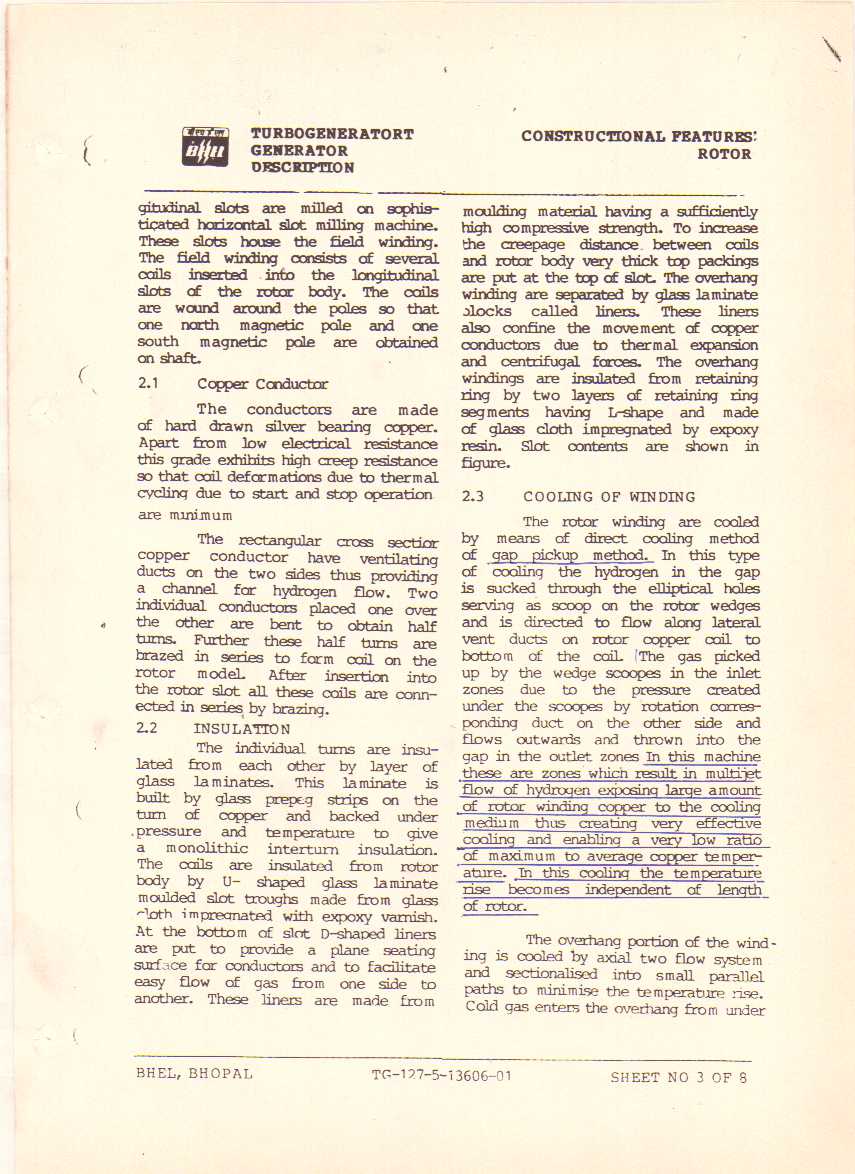 बीएचईएल
BHEL
TURBOGENERATORT
GENERATOR
DESCRIPTION
CONSTRUCTIONAL FEATURES:
ROTOR
gitudinal slots are milled on sophis-
ticated horizontal slot milling machine.
These slots house the field winding.
The field winding consists of several
coils inserted info the longitudinal
slots of the rotor body. The coils
are wound around the poles so that
one north magnetic pole and one
south magnetic pole are obtained
on shaft.
2.1 Copper Conductor
The conductors are made
of hard drawn silver bearing copper.
Apart from low electrical resistance
this grade exhibits high creep resistance
so that coil deformations due to thermal
cycling due to start and stop operation
are minimum
The rectangular cross section
copper conductor have ventilating
ducts on the two sides thus providing
a channel for hydrogen flow. Two
individual conductors placed one over
the other are bent to obtain half
turns. Further these half turns are
brazed in series to form coil on the
rotor model. After insertion into
the rotor slot all these coils are conn-
ected in series by brazing.
2.2 INSULATION
The individual turns are insu-
lated from each other by layer of
glass laminates. This laminate is
built by glass prepeg strips on the
turn of copper and backed under
pressure and temperature to give
a monolithic interturn insulation.
The coils are insulated from rotor
body by U- shaped glass laminate
moulded slot troughs made from glass
cloth impregnated with expoxy varnish.
At the bottom of slot D-shaped liners
are put to provide a plane seating
surface for conductors and to facilitate
easy flow of gas from one side to
another. These liners are made from
moulding material having a sufficiently
high compressive strength. To increase
the creepage distance between coils
and rotor body very thick top packings
are put at the top of slot. The overhang
winding are separated by glass laminate
blocks called liners. These liners
also confine the movement of copper
conductors due to thermal expansion
and centrifugal forces. The overhang
windings are insulated from retaining
ring by two layers of retaining ring
segments having L-shape and made
of glass cloth impregnated by expoxy
resin. Slot contents are shown in
figure.
2.3 COOLING OF WINDING
The rotor winding are cooled
by means of direct cooling method
of gap pickup method. In this type
of cooling the hydrogen in the gap
is sucked through the elliptical holes
serving as scoop on the rotor wedges
and is directed to flow along lateral
vent ducts on rotor copper coil to
bottom of the coil. The gas picked
up by the wedge scoopes in the inlet
zones due to the pressure created
under the scoopes by rotation corres-
ponding duct on the other side and
flows outwards and thrown into the
gap in the outlet zones In this machine
these are zones which result in multijet
flow of hydrogen exposing large amount
of rotor winding copper to the cooling
medium thus creating very effective
cooling and enabling a very low ratio
of maximum to average copper temper-
ature. In this cooling the temperature
rise becomes independent of length
of rotor.
The overhang portion of the wind-
ing is cooled by axial two flow system
and sectionalised into small parallel
paths to minimise the temperature rise.
Cold gas enters the overhang from under
BHEL, BHOPAL TG-127-5-13606-01 SHEET NO 3 OF 8